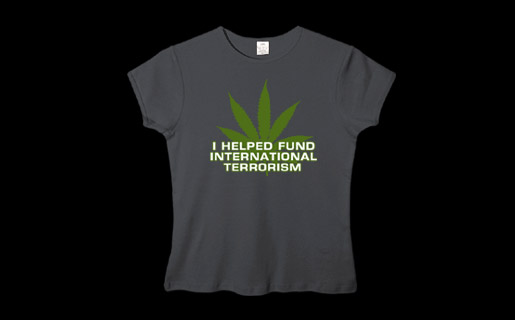 I HELPED FUND
INTERNATIONAL
TERRORISM